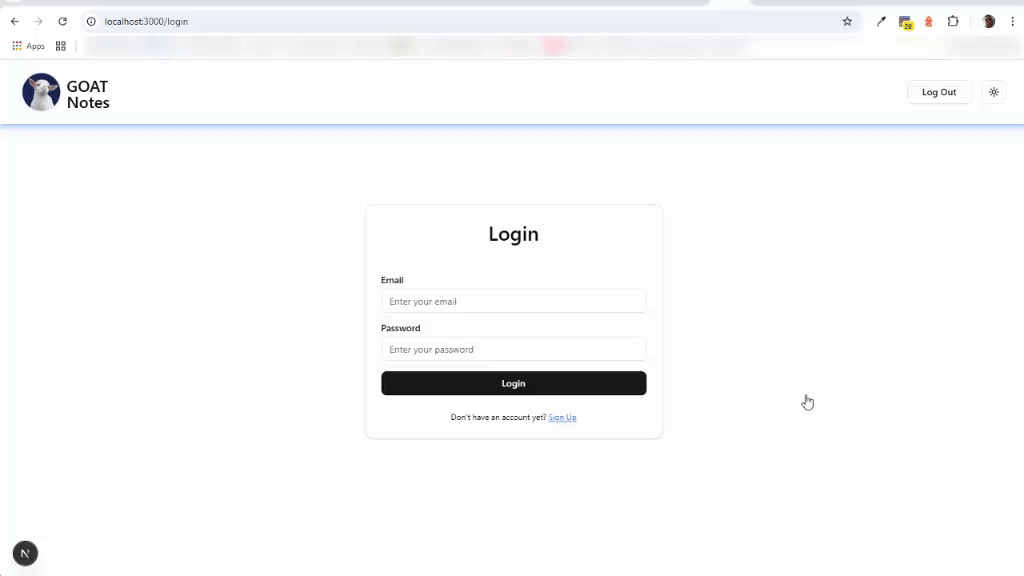 localhost:3000/login
20
Apps
GOAT
Notes
Log Out
Login
Email
Enter your email
Password
Enter your password
Login
Don't have an account yet? Sign Up
N